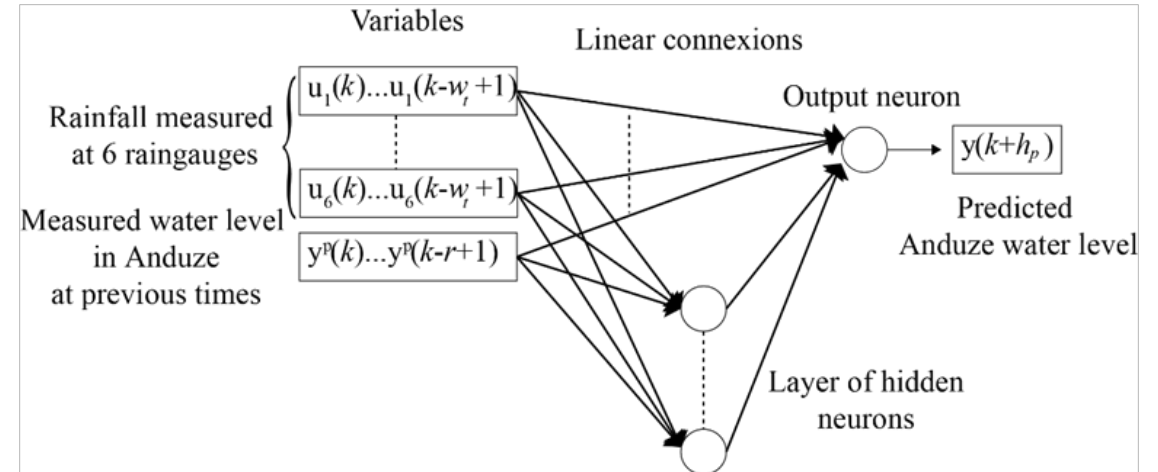 Variables
Linear connexions
Rainfall measured
at 6 raingauges
u₁(k)...u₁(k-wₜ+1)
u₆(k)...u₆(k-wₜ+1)
Measured water level
in Anduze
at previous times
yᵖ(k)...yᵖ(k-r+1)
Output neuron
y(k+hₚ)
Predicted
Anduze water level
Layer of hidden
neurons